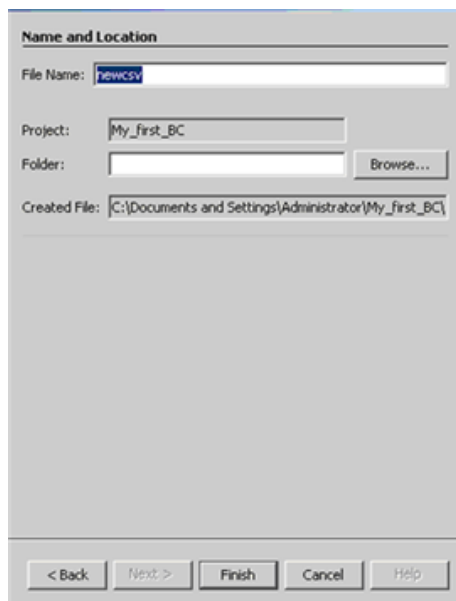 Name and Location
File Name: newcsv
Project: My_first_BC
Folder: Browse...
Created File: C:\Documents and Settings\Administrator\My_first_BC\
< Back Next > Finish Cancel Help